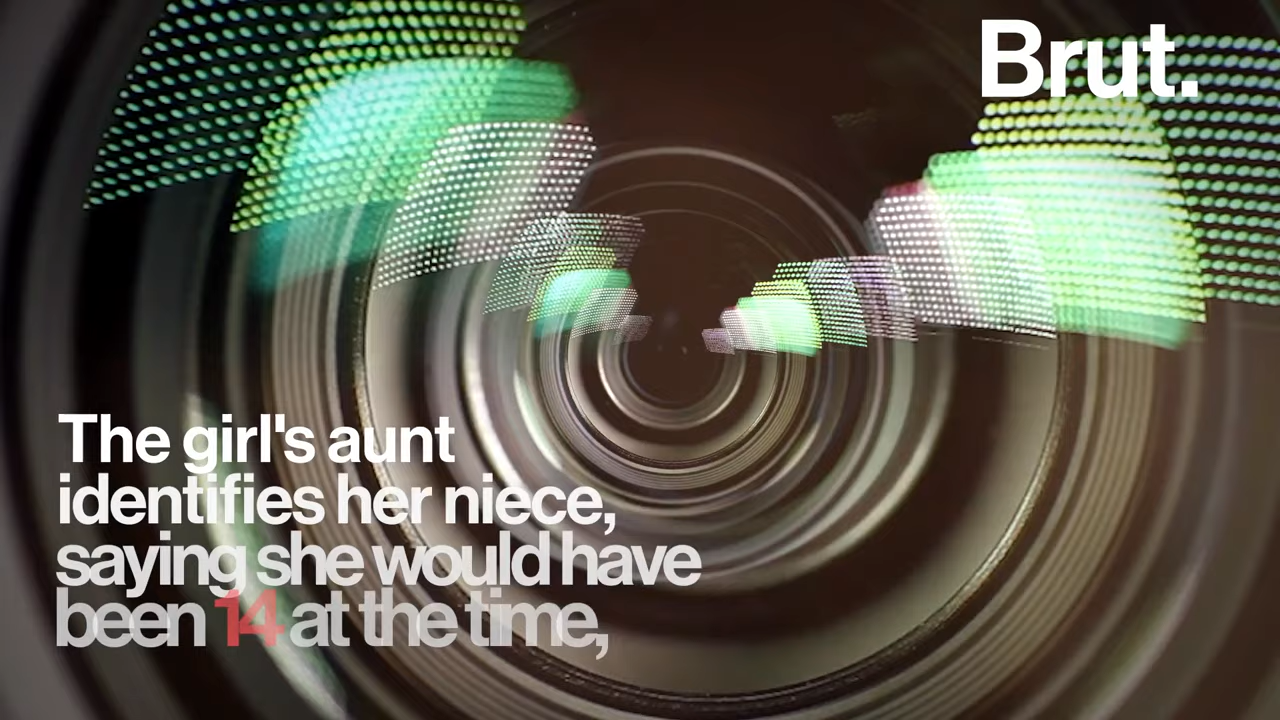 Brut.
The girl's aunt
identifies her niece,
saying she would have
been 14 at the time,